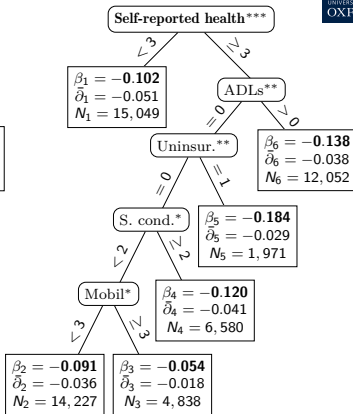 UNIVERSI
OXF
Self-reported health***
< 3
≥ 3
β₁ = −0.102
∂̄₁ = −0.051
N₁ = 15,049
ADLs**
= 0
> 0
Uninsur.**
β₆ = −0.138
∂̄₆ = −0.038
N₆ = 12,052
= 0
= 1
S. cond.*
β₅ = −0.184
∂̄₅ = −0.029
N₅ = 1,971
< 2
≥ 2
Mobil*
β₄ = −0.120
∂̄₄ = −0.041
N₄ = 6,580
< 3
≥ 3
β₂ = −0.091
∂̄₂ = −0.036
N₂ = 14,227
β₃ = −0.054
∂̄₃ = −0.018
N₃ = 4,838